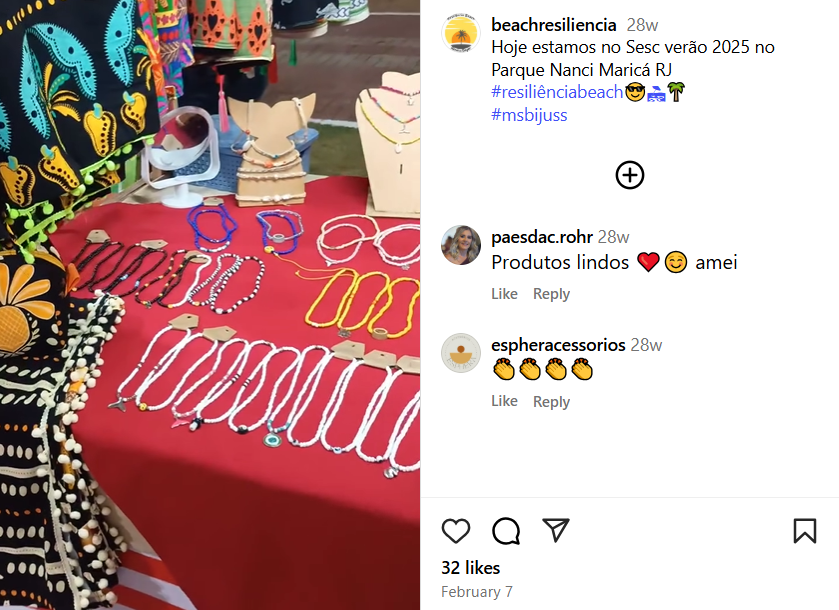 beachresiliencia 28w
Hoje estamos no Sesc verão 2025 no
Parque Nanci Maricá RJ
#resiliênciabeach😎🏊🌴
#msbijuss
paesdac.rohr 28w
Produtos lindos ❤️😊 amei
Like Reply
espheracessorios 28w
👏👏👏👏
Like Reply
32 likes
February 7